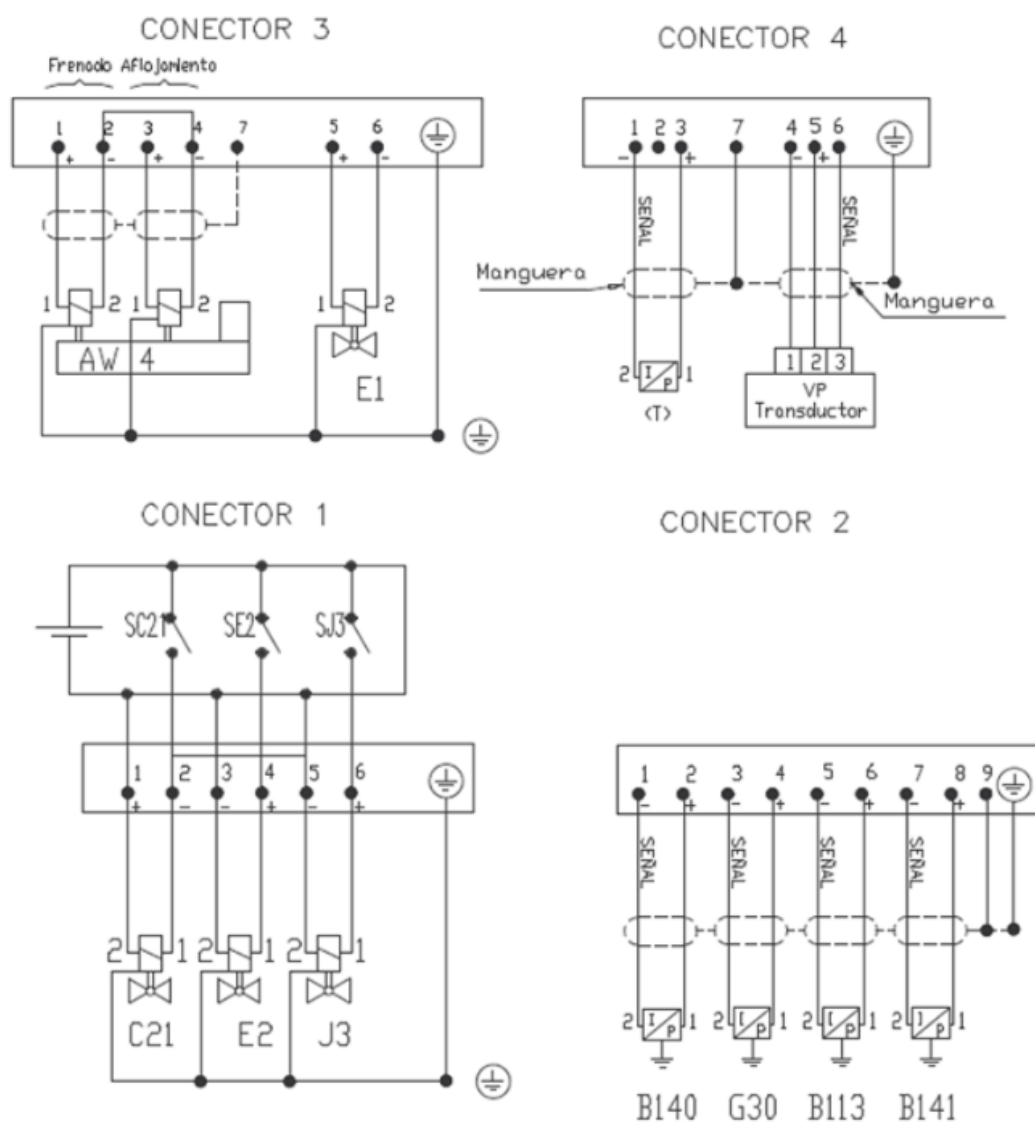 CONECTOR 3
Frenado Aflojamiento
1 2 3 4 7 5 6
+ - + - + -
1 2 1 2 1 2
AW 4
E1
CONECTOR 4
1 2 3 7 4 5 6
- + - +
SEÑAL SEÑAL
Manguera
Manguera
2 I/P 1
1 2 3
(T)
VP
Transductor
CONECTOR 1
SC21 SE2 SJ3
1 2 3 4 5 6
+ - - + - +
2 1 2 1 2 1
C21 E2 J3
CONECTOR 2
1 2 3 4 5 6 7 8 9
- + - + - + - +
SEÑAL SEÑAL SEÑAL SEÑAL
2 I/P 1 2 I/P 1 2 I/P 1 2 I/P 1
B140 G30 B113 B141